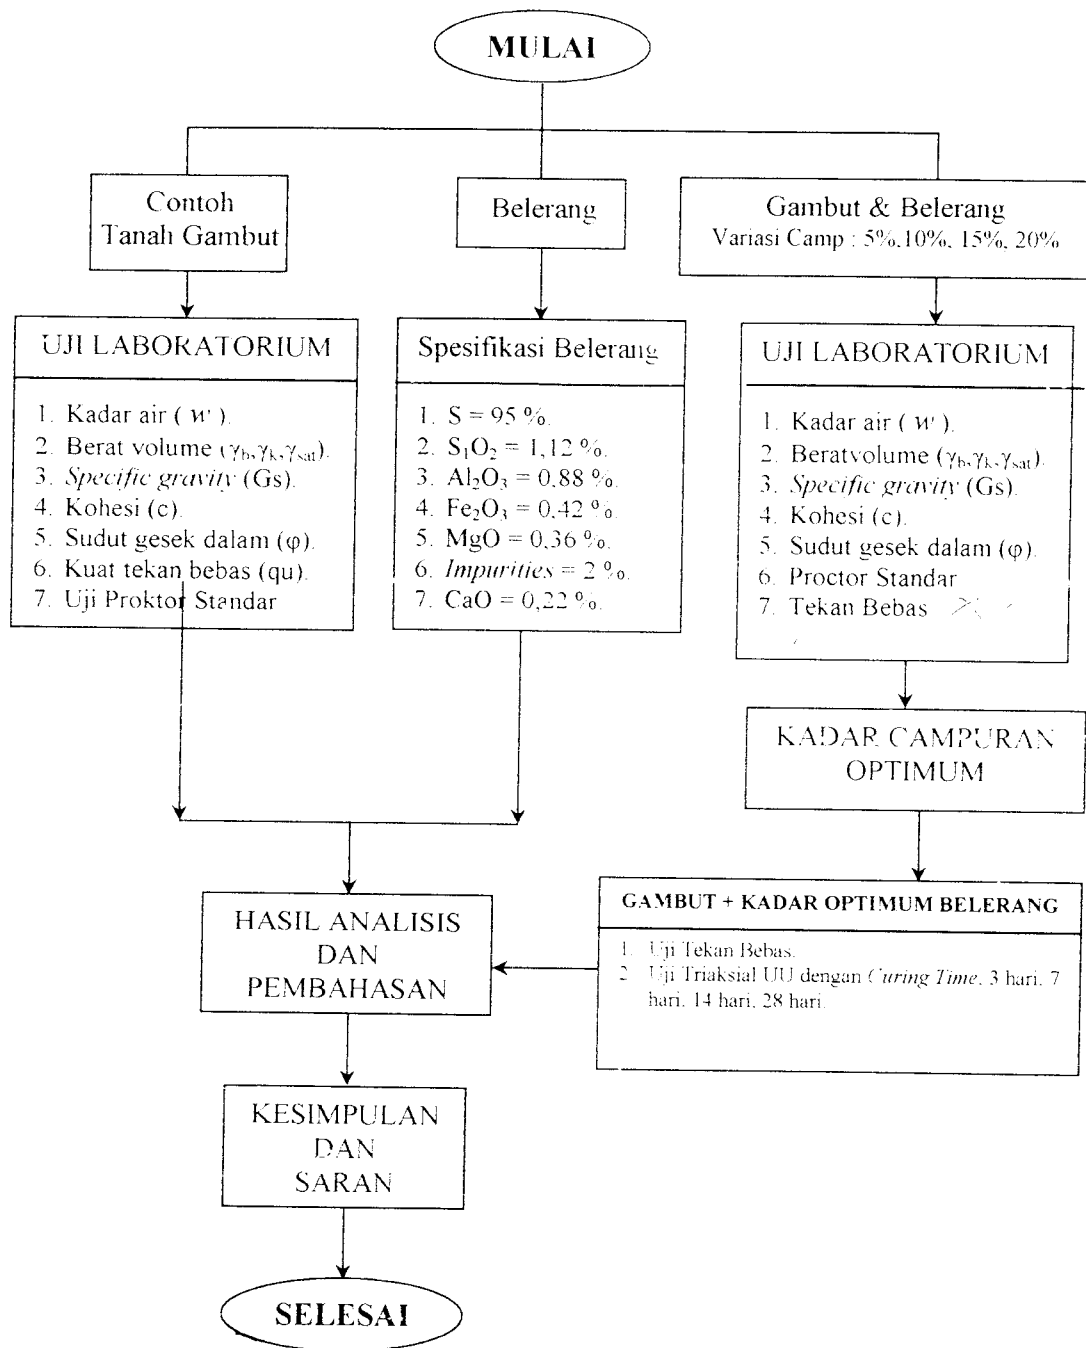 MULAI
Contoh
Tanah Gambut
Belerang
Gambut & Belerang
Variasi Camp : 5%,10%, 15%, 20%
UJI LABORATORIUM
1. Kadar air ( w ).
2. Berat volume (γb,γk,γsat).
3. Specific gravity (Gs).
4. Kohesi (c).
5. Sudut gesek dalam (φ).
6. Kuat tekan bebas (qu).
7. Uji Proktor Standar
Spesifikasi Belerang
1. S = 95 %.
2. S₁O₂ = 1,12 %.
3. Al₂O₃ = 0,88 %.
4. Fe₂O₃ = 0,42 %.
5. MgO = 0,36 %.
6. Impurities = 2 %.
7. CaO = 0,22 %.
UJI LABORATORIUM
1. Kadar air ( w ).
2. Beratvolume (γb,γk,γsat).
3. Specific gravity (Gs).
4. Kohesi (c).
5. Sudut gesek dalam (φ).
6. Proctor Standar
7. Tekan Bebas
KADAR CAMPURAN
OPTIMUM
GAMBUT + KADAR OPTIMUM BELERANG
1. Uji Tekan Bebas.
2. Uji Triaksial UU dengan Curing Time, 3 hari, 7
hari, 14 hari, 28 hari.
HASIL ANALISIS
DAN
PEMBAHASAN
KESIMPULAN
DAN
SARAN
SELESAI